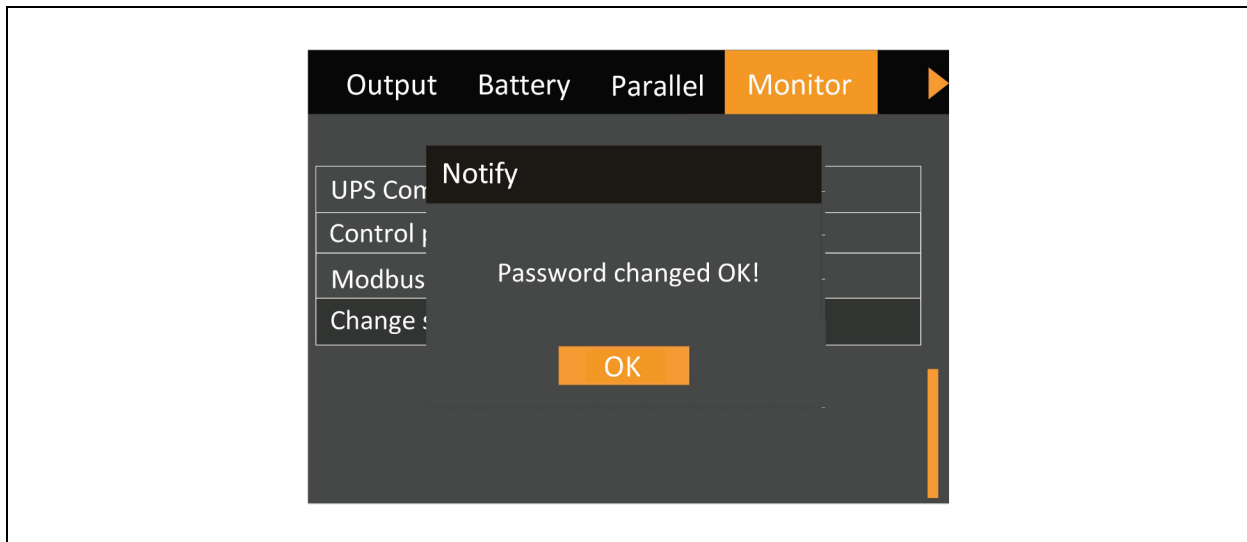 Output Battery Parallel Monitor
Notify
UPS Com
Control
Modbus
Change
Password changed OK!
OK